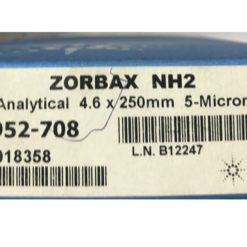 ZORBAX NH2
Analytical 4.6 x 250mm 5-Micron
952-708
018358
L.N. B12247